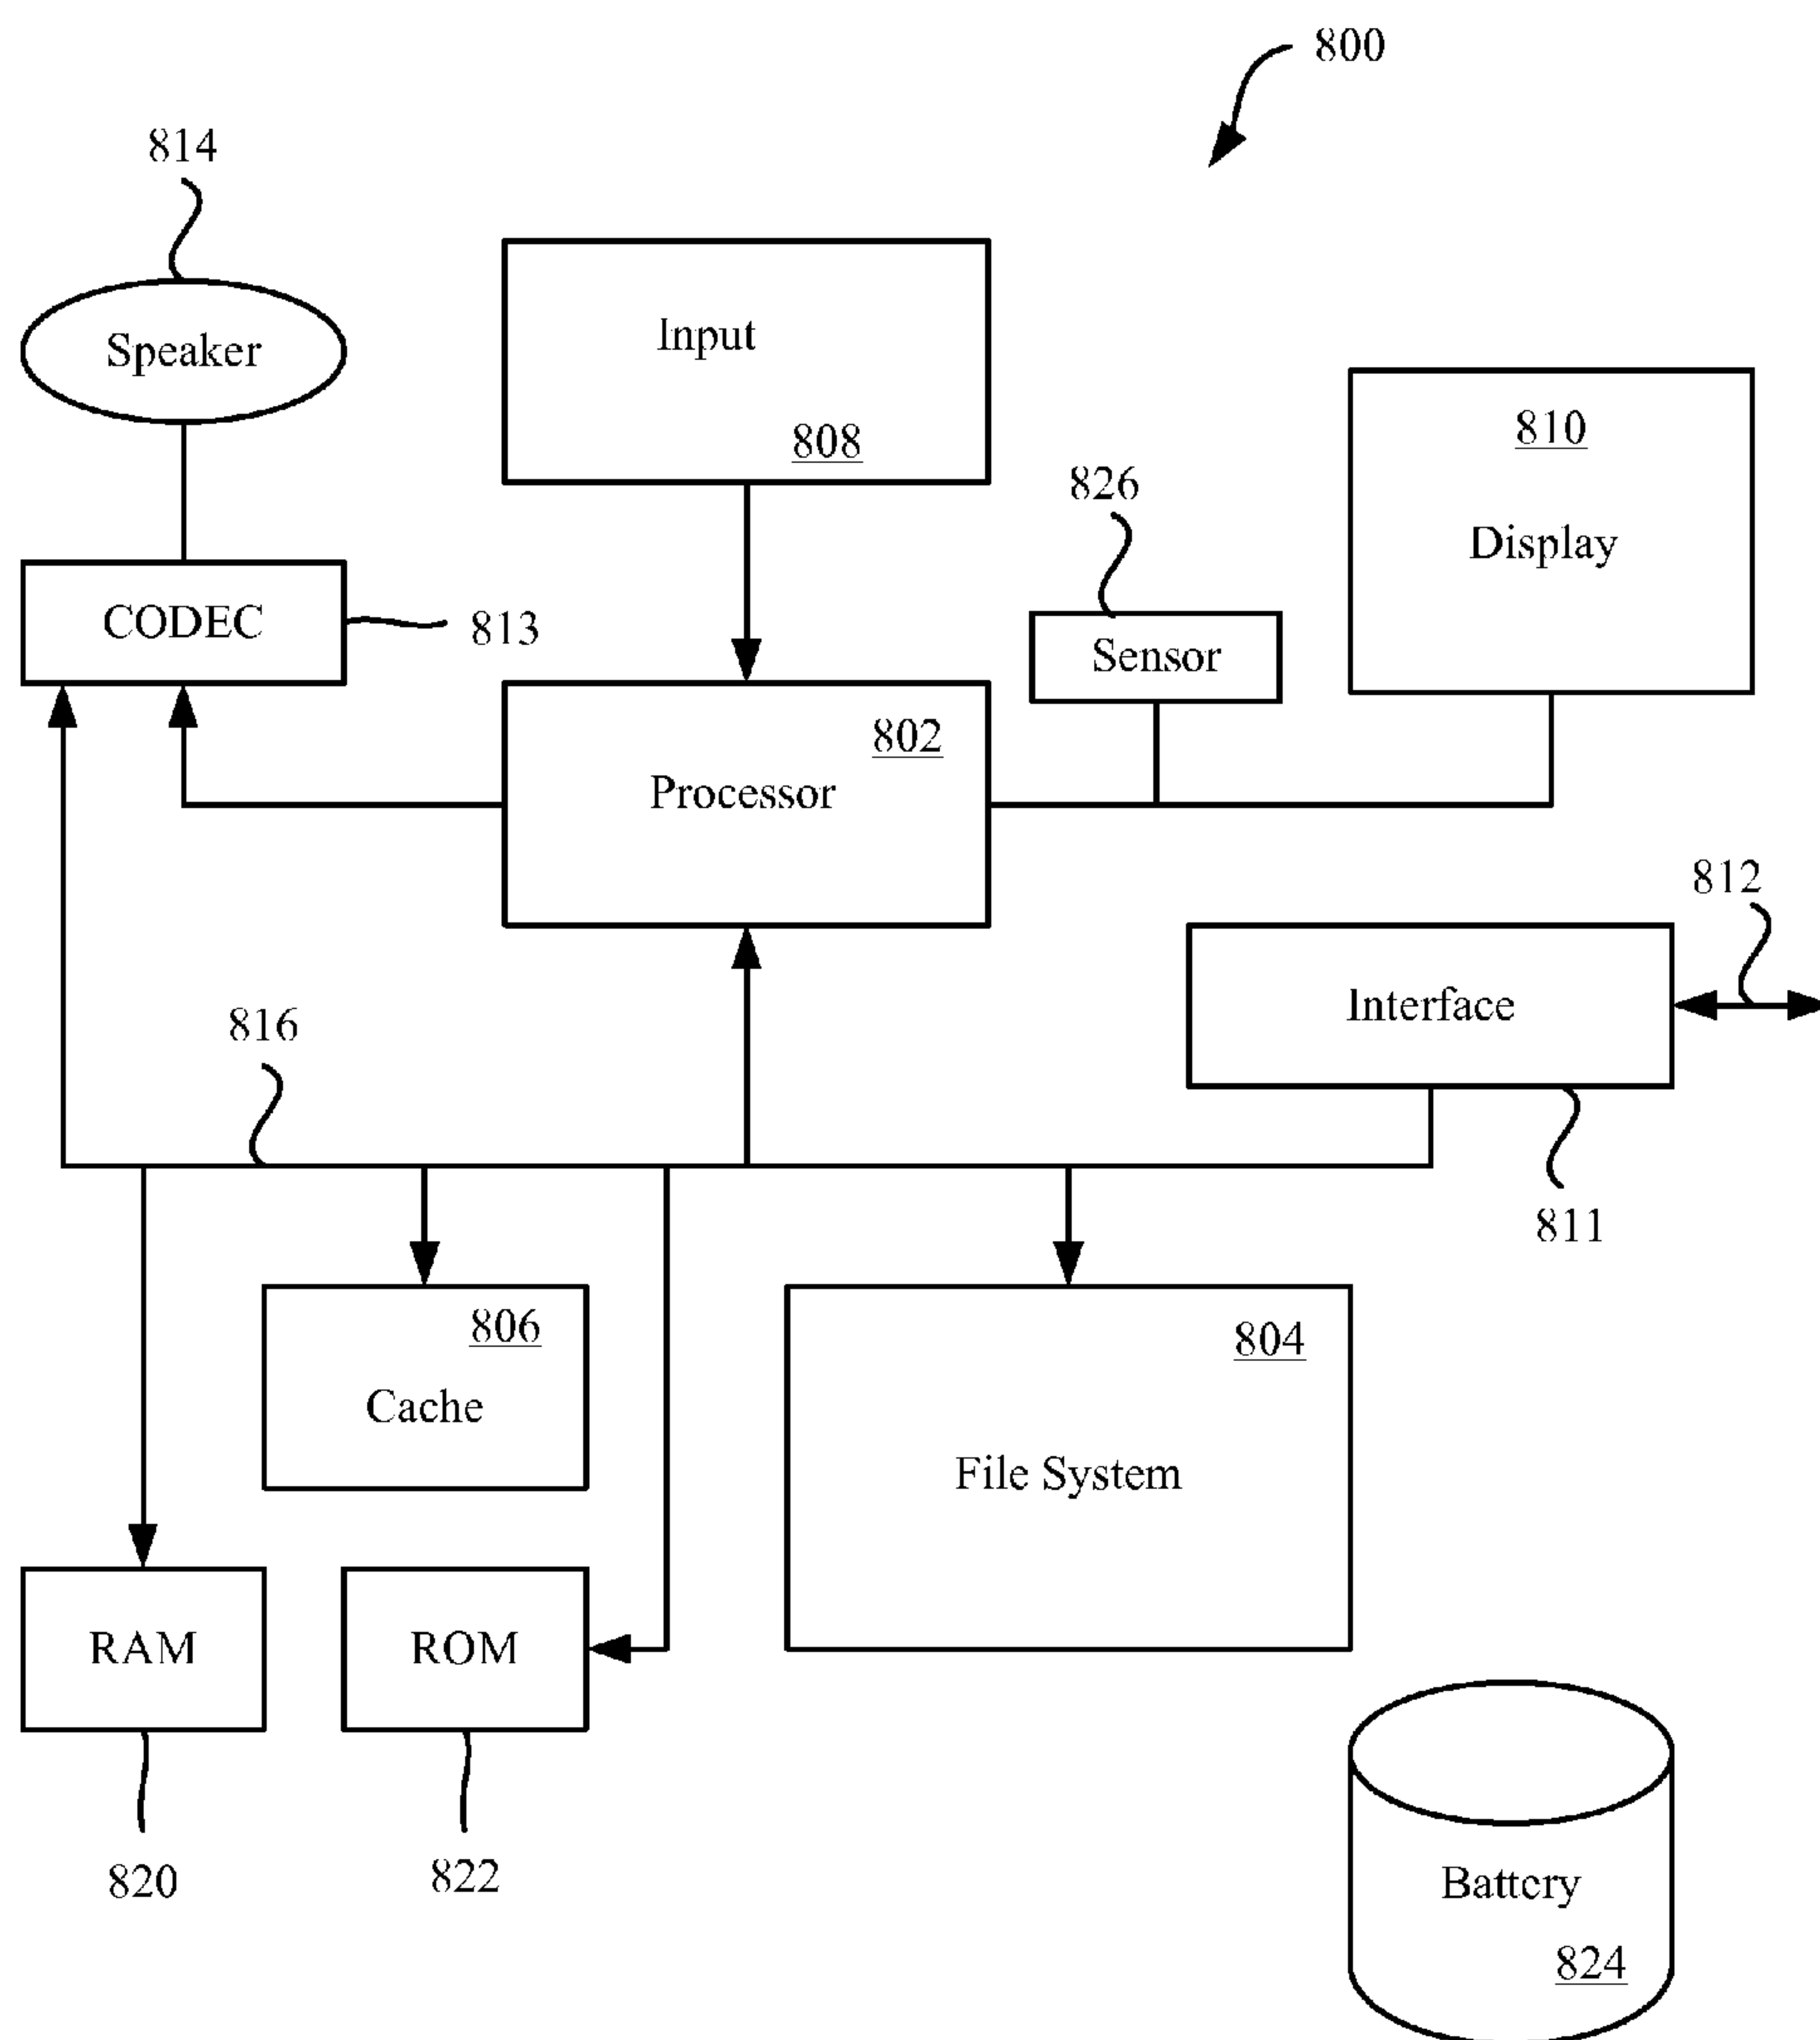 800
814
Speaker
Input
808
810
Display
826
Sensor
CODEC
813
802
Processor
812
Interface
816
811
806
Cache
804
File System
RAM
ROM
820
822
Battery
824